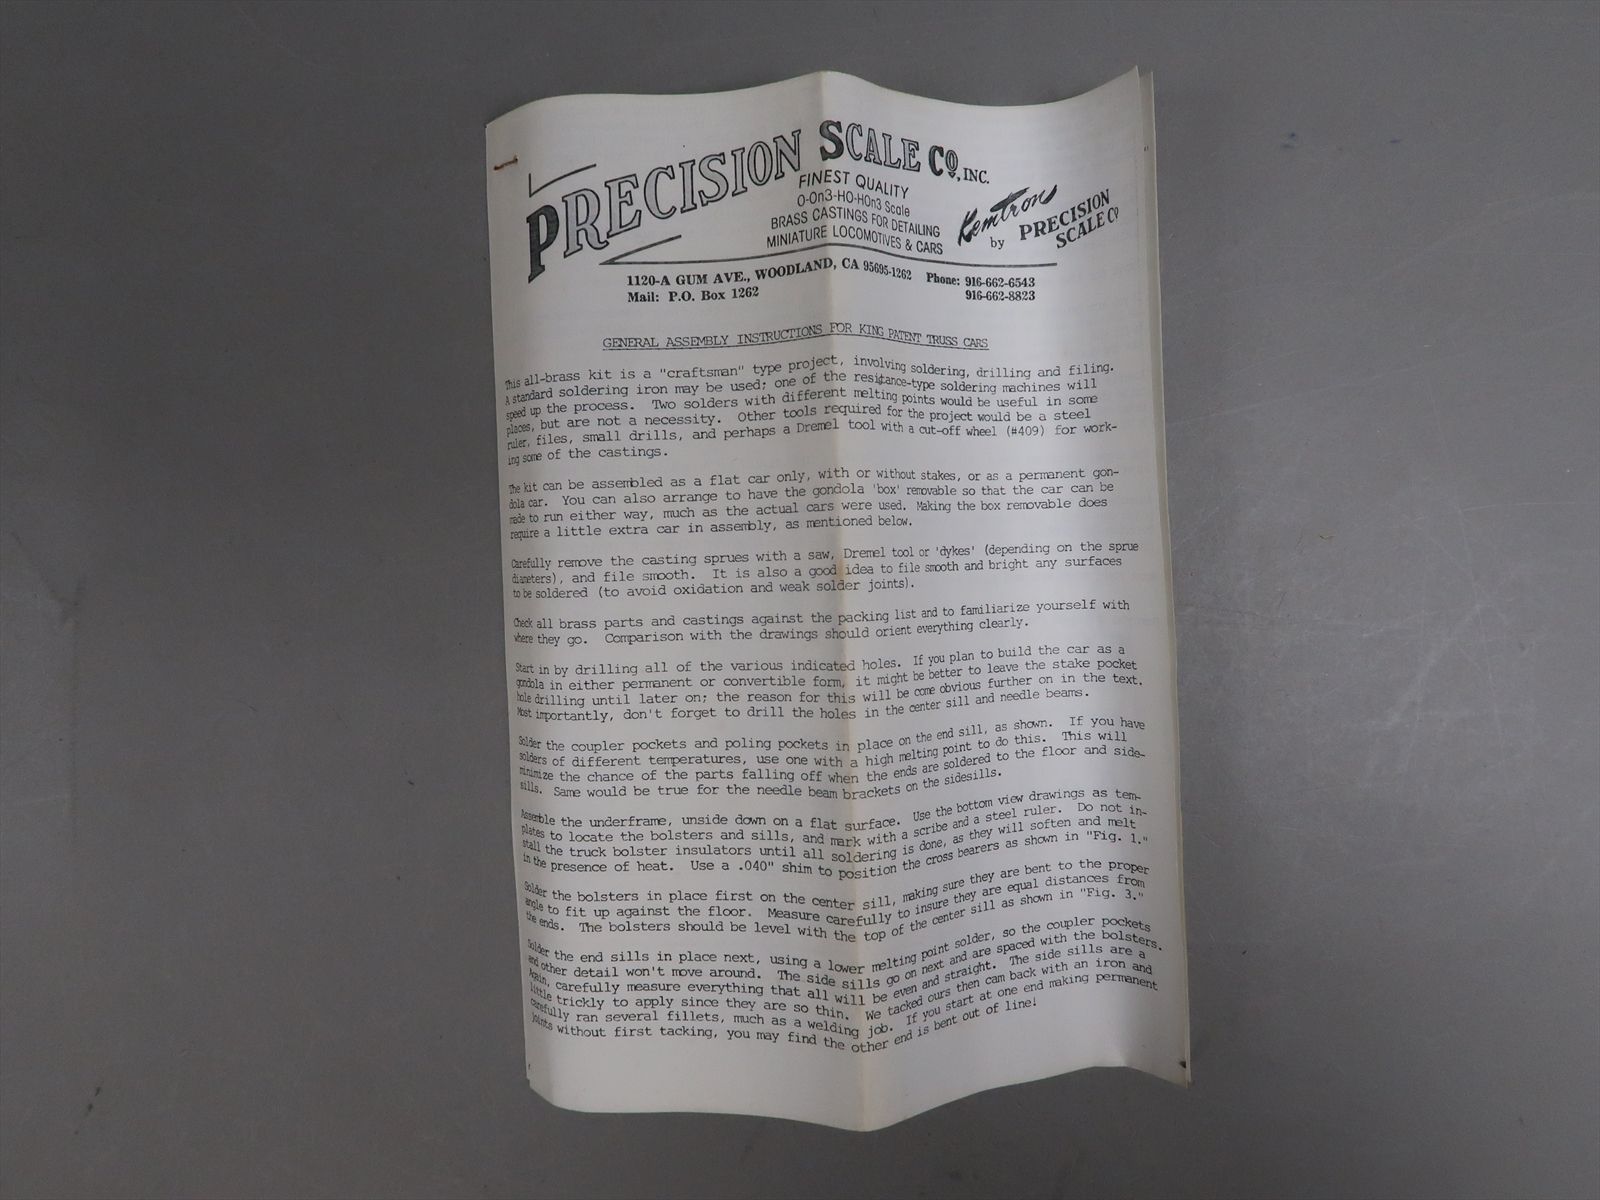 PRECISION SCALE CO., INC.
FINEST QUALITY
O-On3-HO-HOn3 Scale
BRASS CASTINGS FOR DETAILING
MINIATURE LOCOMOTIVES & CARS
Kemtron
by PRECISION
SCALE CO
1120-A GUM AVE., WOODLAND, CA 95695-1262 Phone: 916-662-6543
Mail: P.O. Box 1262 916-662-8823
GENERAL ASSEMBLY INSTRUCTIONS FOR KING PATENT TRUSS CARS
This all-brass kit is a "craftsman" type project, involving soldering, drilling and filing.
A standard soldering iron may be used; one of the resistance-type soldering machines will
speed up the process. Two solders with different melting points would be useful in some
places, but are not a necessity. Other tools required for the project would be a steel
ruler, files, small drills, and perhaps a Dremel tool with a cut-off wheel (#409) for work-
ing some of the castings.
The kit can be assembled as a flat car only, with or without stakes, or as a permanent gon-
dola car. You can also arrange to have the gondola 'box' removable so that the car can be
made to run either way, much as the actual cars were used. Making the box removable does
require a little extra car in assembly, as mentioned below.
Carefully remove the casting sprues with a saw, Dremel tool or 'dykes' (depending on the sprue
diameters), and file smooth. It is also a good idea to file smooth and bright any surfaces
to be soldered (to avoid oxidation and weak solder joints).
Check all brass parts and castings against the packing list and to familiarize yourself with
where they go. Comparison with the drawings should orient everything clearly.
Start in by drilling all of the various indicated holes. If you plan to build the car as a
gondola in either permanent or convertible form, it might be better to leave the stake pocket
hole drilling until later on; the reason for this will be come obvious further on in the text.
Most importantly, don't forget to drill the holes in the center sill and needle beams.
Solder the coupler pockets and poling pockets in place on the end sill, as shown. If you have
solders of different temperatures, use one with a high melting point to do this. This will
minimize the chance of the parts falling off when the ends are soldered to the floor and side-
sills. Same would be true for the needle beam brackets on the sidesills.
Assemble the underframe, unside down on a flat surface. Use the bottom view drawings as tem-
plates to locate the bolsters and sills, and mark with a scribe and a steel ruler. Do not in-
stall the truck bolster insulators until all soldering is done, as they will soften and melt
in the presence of heat. Use a .040" shim to position the cross bearers as shown in "Fig. 1."
Solder the bolsters in place first on the center sill, making sure they are bent to the proper
angle to fit up against the floor. Measure carefully to insure they are equal distances from
the ends. The bolsters should be level with the top of the center sill as shown in "Fig. 3."
Solder the end sills in place next, using a lower melting point solder, so the coupler pockets
and other detail won't move around. The side sills go on next and are spaced with the bolsters.
Again, carefully measure everything that all will be even and straight. The side sills are a
little trickly to apply since they are so thin. We tacked ours then cam back with an iron and
carefully ran several fillets, much as a welding job. If you start at one end making permanent
joints without first tacking, you may find the other end is bent out of line!